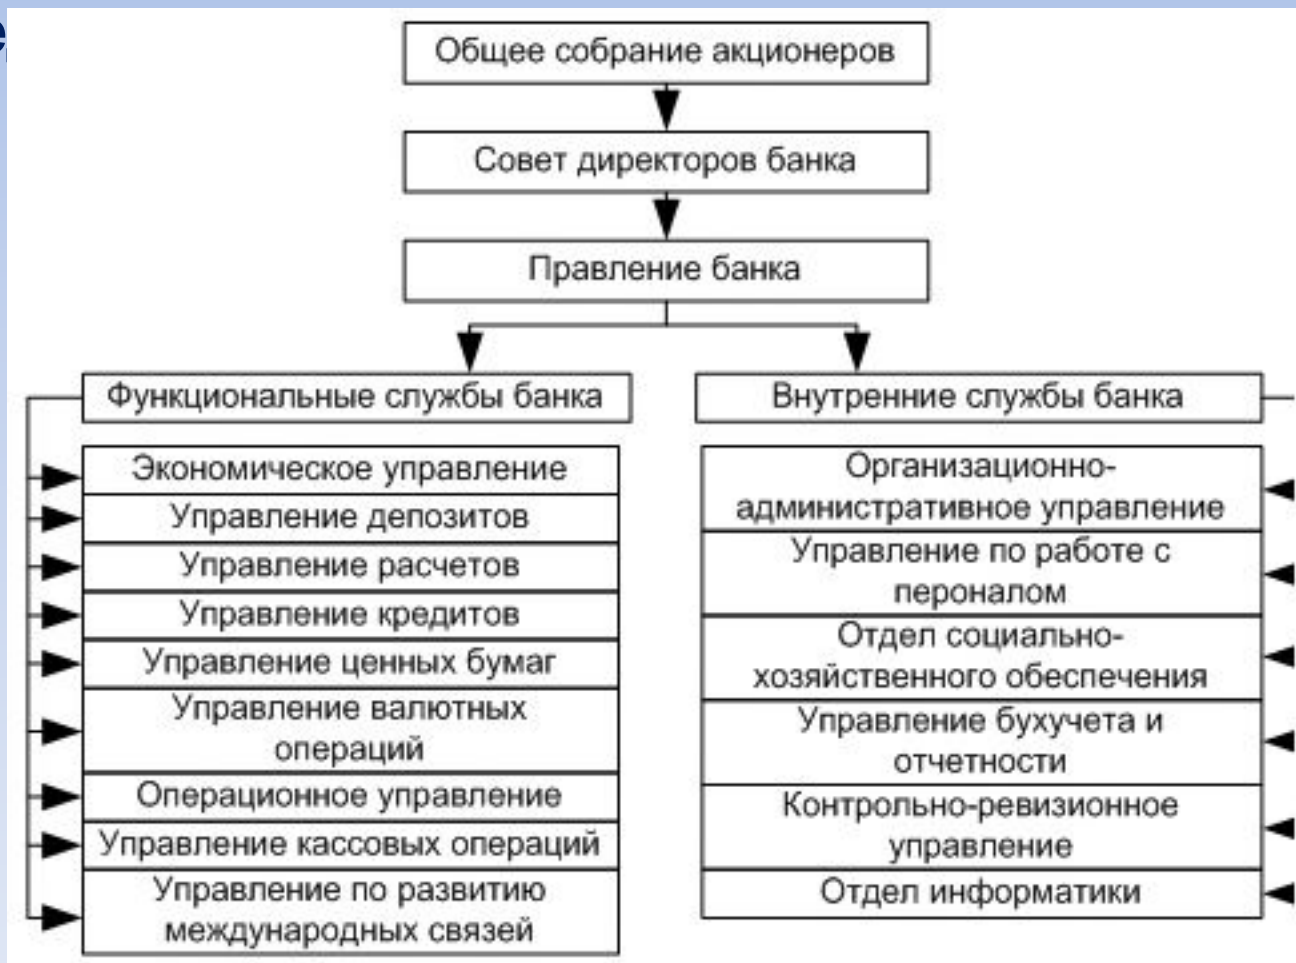 Общее собрание акционеров
Совет директоров банка
Правление банка
Функциональные службы банка
Экономическое управление
Управление депозитов
Управление расчетов
Управление кредитов
Управление ценных бумаг
Управление валютных
операций
Операционное управление
Управление кассовых операций
Управление по развитию
международных связей
Внутренние службы банка
Организационно-
административное управление
Управление по работе с
пероналом
Отдел социально-
хозяйственного обеспечения
Управление бухучета и
отчетности
Контрольно-ревизионное
управление
Отдел информатики